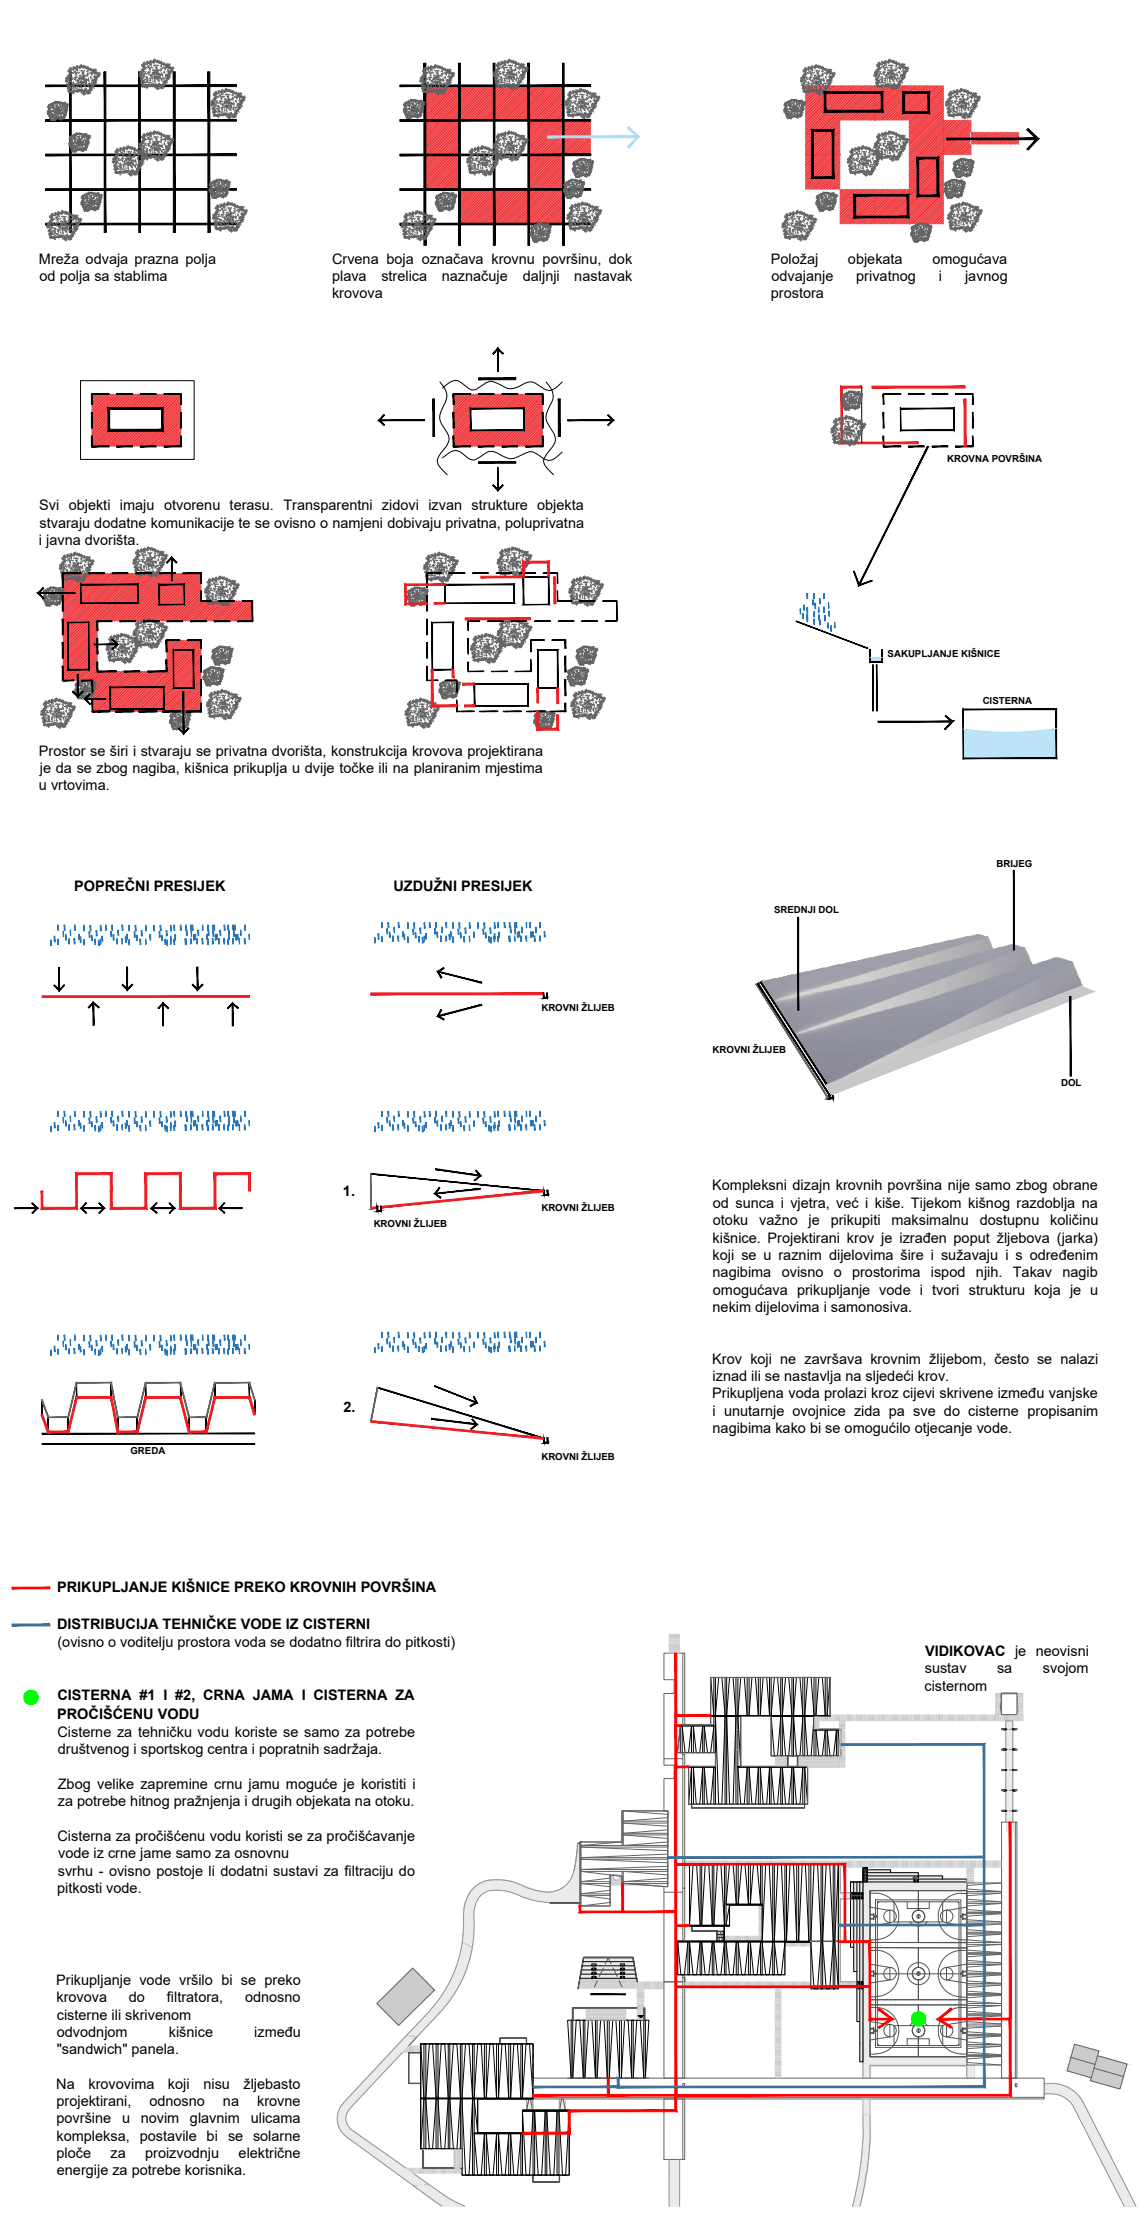 Mreža odvaja prazna polja
od polja sa stablima
Crvena boja označava krovnu površinu, dok
plava strelica naznačuje daljnji nastavak
krovova
Položaj objekata omogućava
odvajanje privatnog i javnog
prostora
KROVNA POVRŠINA
Svi objekti imaju otvorenu terasu. Transparentni zidovi izvan strukture objekta
stvaraju dodatne komunikacije te se ovisno o namjeni dobivaju privatna, poluprivatna
i javna dvorišta.
SAKUPLJANJE KIŠNICE
CISTERNA
Prostor se širi i stvaraju se privatna dvorišta, konstrukcija krovova projektirana
je da se zbog nagiba, kišnica prikuplja u dvije točke ili na planiranim mjestima
u vrtovima.
POPREČNI PRESIJEK
UZDUŽNI PRESIJEK
BRIJEG
SREDNJI DOL
KROVNI ŽLIJEB
KROVNI ŽLIJEB
DOL
1.
KROVNI ŽLIJEB
KROVNI ŽLIJEB
2.
GREDA
KROVNI ŽLIJEB
Kompleksni dizajn krovnih površina nije samo zbog obrane
od sunca i vjetra, već i kiše. Tijekom kišnog razdoblja na
otoku važno je prikupiti maksimalnu dostupnu količinu
kišnice. Projektirani krov je izrađen poput žljebova (jarka)
koji se u raznim dijelovima šire i sužavaju i s određenim
nagibima ovisno o prostorima ispod njih. Takav nagib
omogućava prikupljanje vode i tvori strukturu koja je u
nekim dijelovima i samonosiva.
Krov koji ne završava krovnim žlijebom, često se nalazi
iznad ili se nastavlja na sljedeći krov.
Prikupljena voda prolazi kroz cijevi skrivene između vanjske
i unutarnje ovojnice zida pa sve do cisterne propisanim
nagibima kako bi se omogućilo otjecanje vode.
PRIKUPLJANJE KIŠNICE PREKO KROVNIH POVRŠINA
DISTRIBUCIJA TEHNIČKE VODE IZ CISTERNI
(ovisno o voditelju prostora voda se dodatno filtrira do pitkosti)
CISTERNA #1 I #2, CRNA JAMA I CISTERNA ZA
PROČIŠĆENU VODU
Cisterne za tehničku vodu koriste se samo za potrebe
društvenog i sportskog centra i popratnih sadržaja.
Zbog velike zapremine crnu jamu moguće je koristiti i
za potrebe hitnog pražnjenja i drugih objekata na otoku.
Cisterna za pročišćenu vodu koristi se za pročišćavanje
vode iz crne jame samo za osnovnu
svrhu - ovisno postoje li dodatni sustavi za filtraciju do
pitkosti vode.
VIDIKOVAC je neovisni
sustav sa svojom
cisternom
Prikupljanje vode vršilo bi se preko
krovova do filtratora, odnosno
cisterne ili skrivenom
odvodnjom kišnice između
"sandwich" panela.
Na krovovima koji nisu žljebasto
projektirani, odnosno na krovne
površine u novim glavnim ulicama
kompleksa, postavile bi se solarne
ploče za proizvodnju električne
energije za potrebe korisnika.